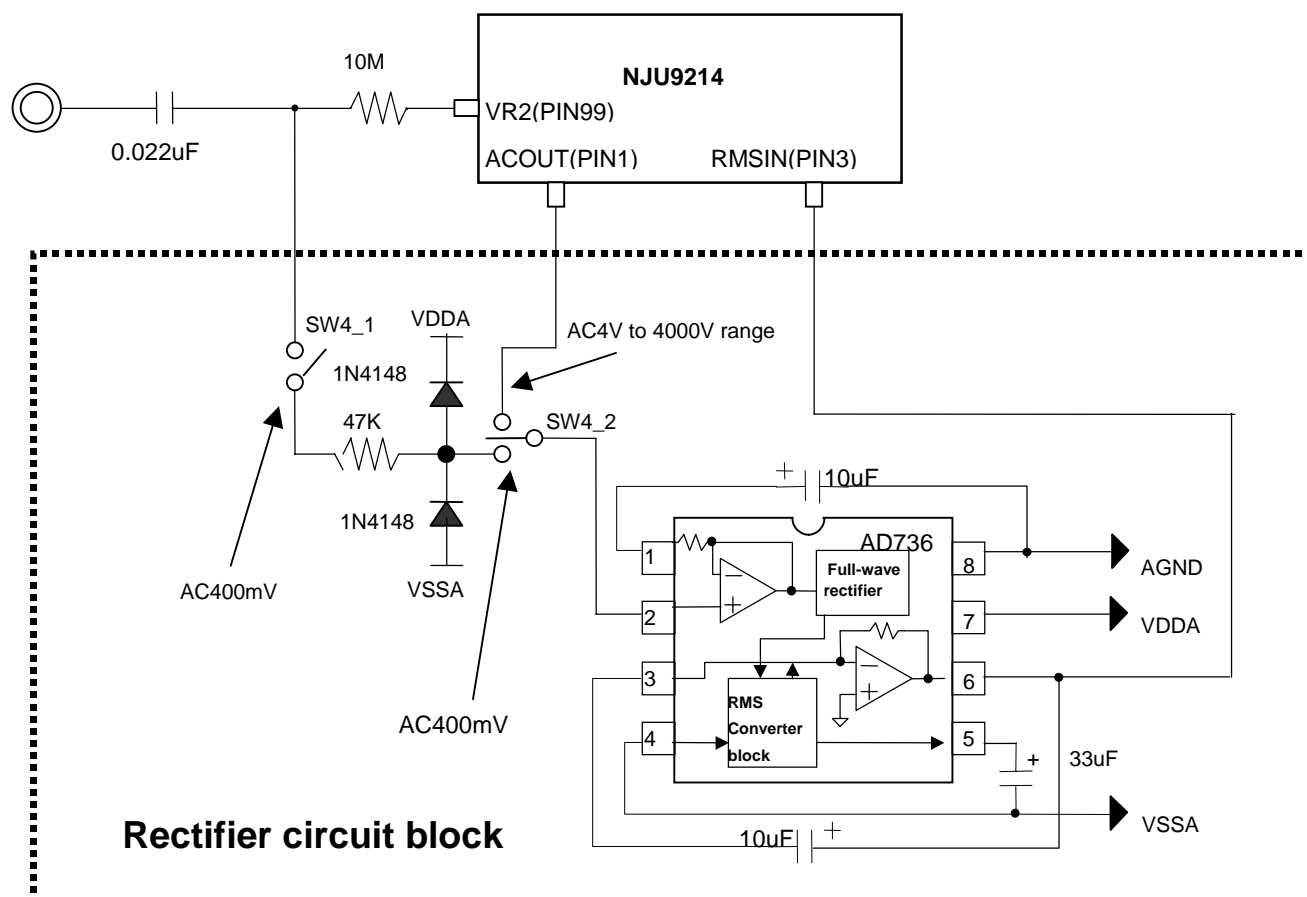 10M
NJU9214
VR2(PIN99)
0.022uF
ACOUT(PIN1)
RMSIN(PIN3)
SW4_1
VDDA
AC4V to 4000V range
1N4148
47K
SW4_2
+
10uF
1N4148
AD736
1
Full-wave
rectifier
8
AGND
AC400mV
VSSA
2
7
VDDA
3
6
AC400mV
RMS
Converter
block
4
5
+
33uF
Rectifier circuit block
10uF
+
VSSA
−
+
−
+